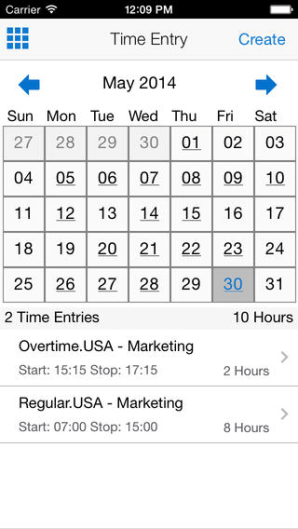 Carrier 12:09 PM
Time Entry Create
May 2014
Sun Mon Tue Wed Thu Fri Sat
27 28 29 30 01 02 03
04 05 06 07 08 09 10
11 12 13 14 15 16 17
18 19 20 21 22 23 24
25 26 27 28 29 30 31
2 Time Entries 10 Hours
Overtime.USA - Marketing
Start: 15:15 Stop: 17:15 2 Hours
Regular.USA - Marketing
Start: 07:00 Stop: 15:00 8 Hours